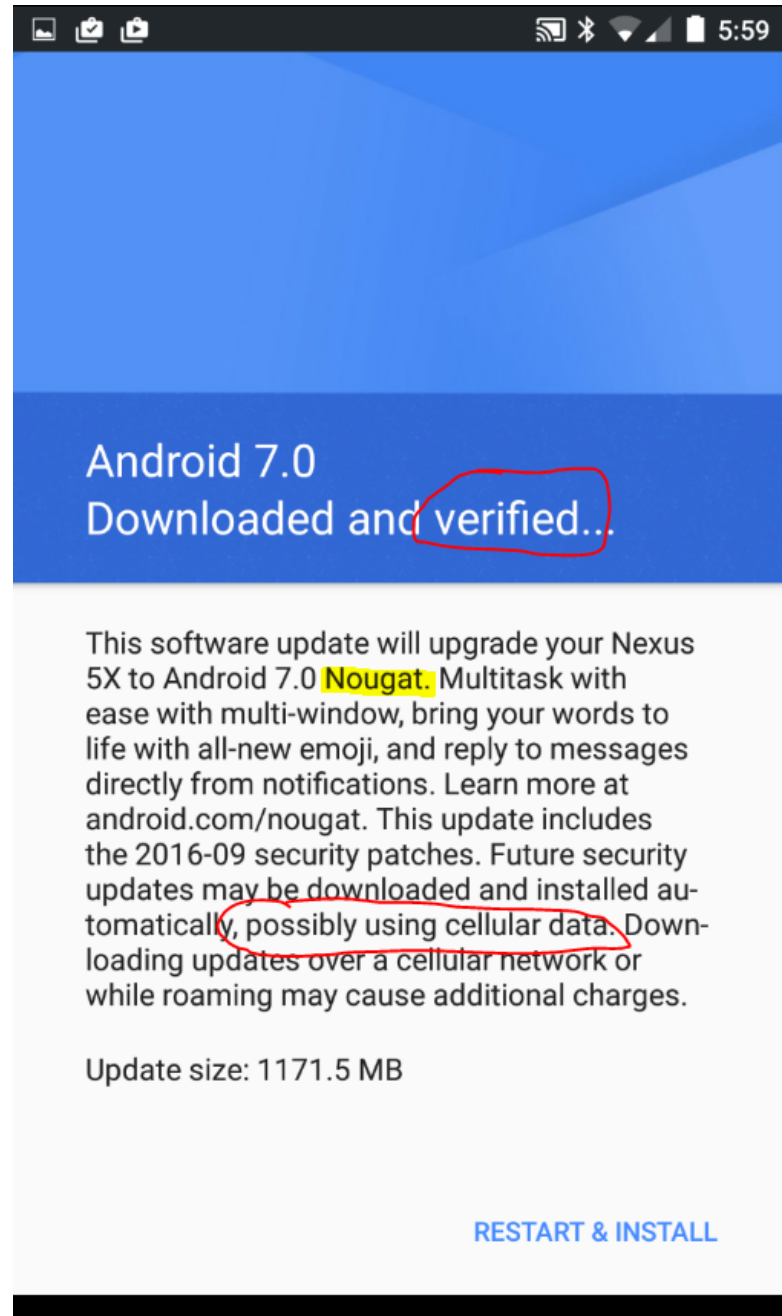 5:59
Android 7.0
Downloaded and verified...
This software update will upgrade your Nexus
5X to Android 7.0 Nougat. Multitask with
ease with multi-window, bring your words to
life with all-new emoji, and reply to messages
directly from notifications. Learn more at
android.com/nougat. This update includes
the 2016-09 security patches. Future security
updates may be downloaded and installed au-
tomatically, possibly using cellular data. Down-
loading updates over a cellular network or
while roaming may cause additional charges.
Update size: 1171.5 MB
RESTART & INSTALL